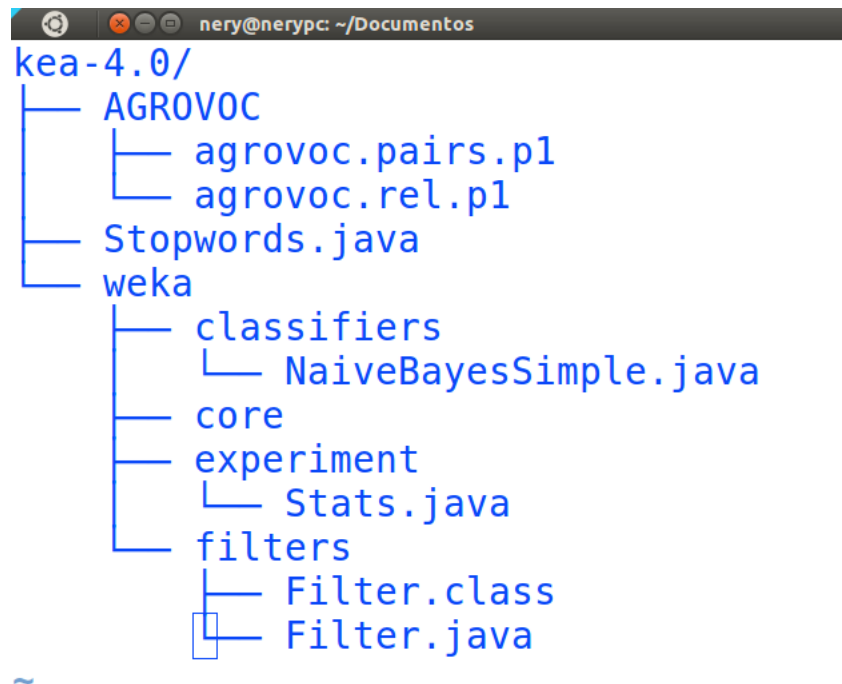 nery@nerypc: ~/Documentos
kea-4.0/
├── AGROVOC
│   ├── agrovoc.pairs.p1
│   └── agrovoc.rel.p1
├── Stopwords.java
└── weka
    ├── classifiers
    │   └── NaiveBayesSimple.java
    ├── core
    ├── experiment
    │   └── Stats.java
    └── filters
        ├── Filter.class
        └── Filter.java
~